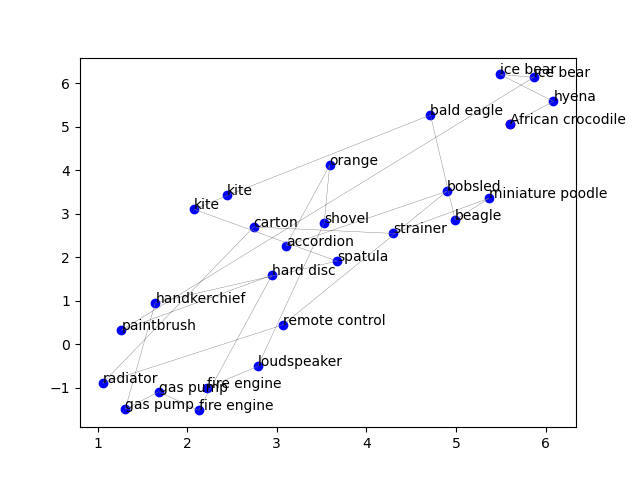 ice bear
ice bear
hyena
African crocodile
bald eagle
orange
kite
kite
bobsled
miniature poodle
beagle
carton
shovel
strainer
accordion
spatula
hard disc
handkerchief
paintbrush
remote control
loudspeaker
radiator
gas pump
fire engine
gas pump
fire engine
6
5
4
3
2
1
0
−1
1
2
3
4
5
6